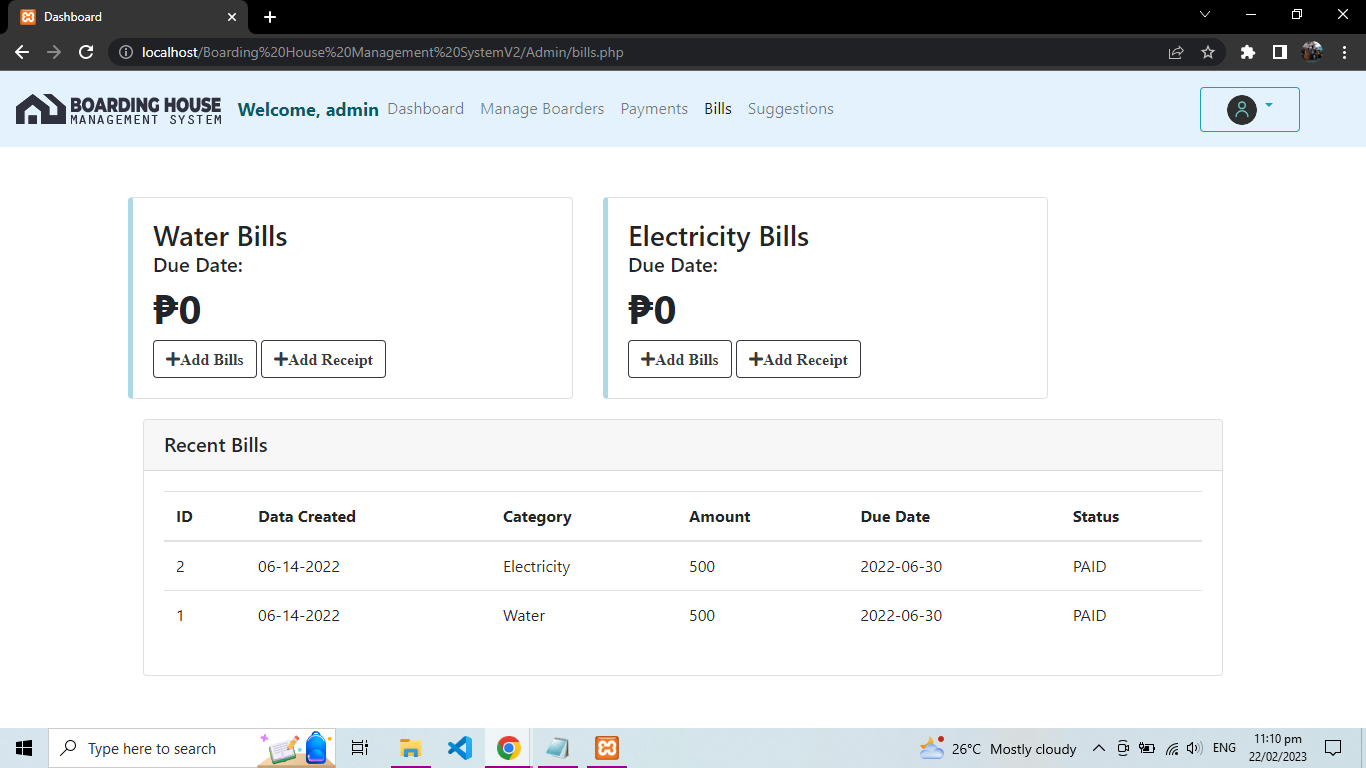 Dashboard
localhost/Boarding%20House%20Management%20SystemV2/Admin/bills.php
BOARDING HOUSE
MANAGEMENT SYSTEM
Welcome, admin Dashboard Manage Boarders Payments Bills Suggestions
Water Bills
Due Date:
₱0
Add Bills Add Receipt
Electricity Bills
Due Date:
₱0
Add Bills Add Receipt
Recent Bills
ID Data Created Category Amount Due Date Status
2 06-14-2022 Electricity 500 2022-06-30 PAID
1 06-14-2022 Water 500 2022-06-30 PAID
Type here to search
26°C Mostly cloudy
ENG
11:10 pm
22/02/2023